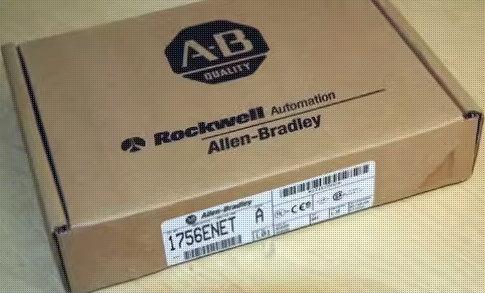 A-B
QUALITY
Rockwell Automation
Allen-Bradley
Allen-Bradley
1756ENET A